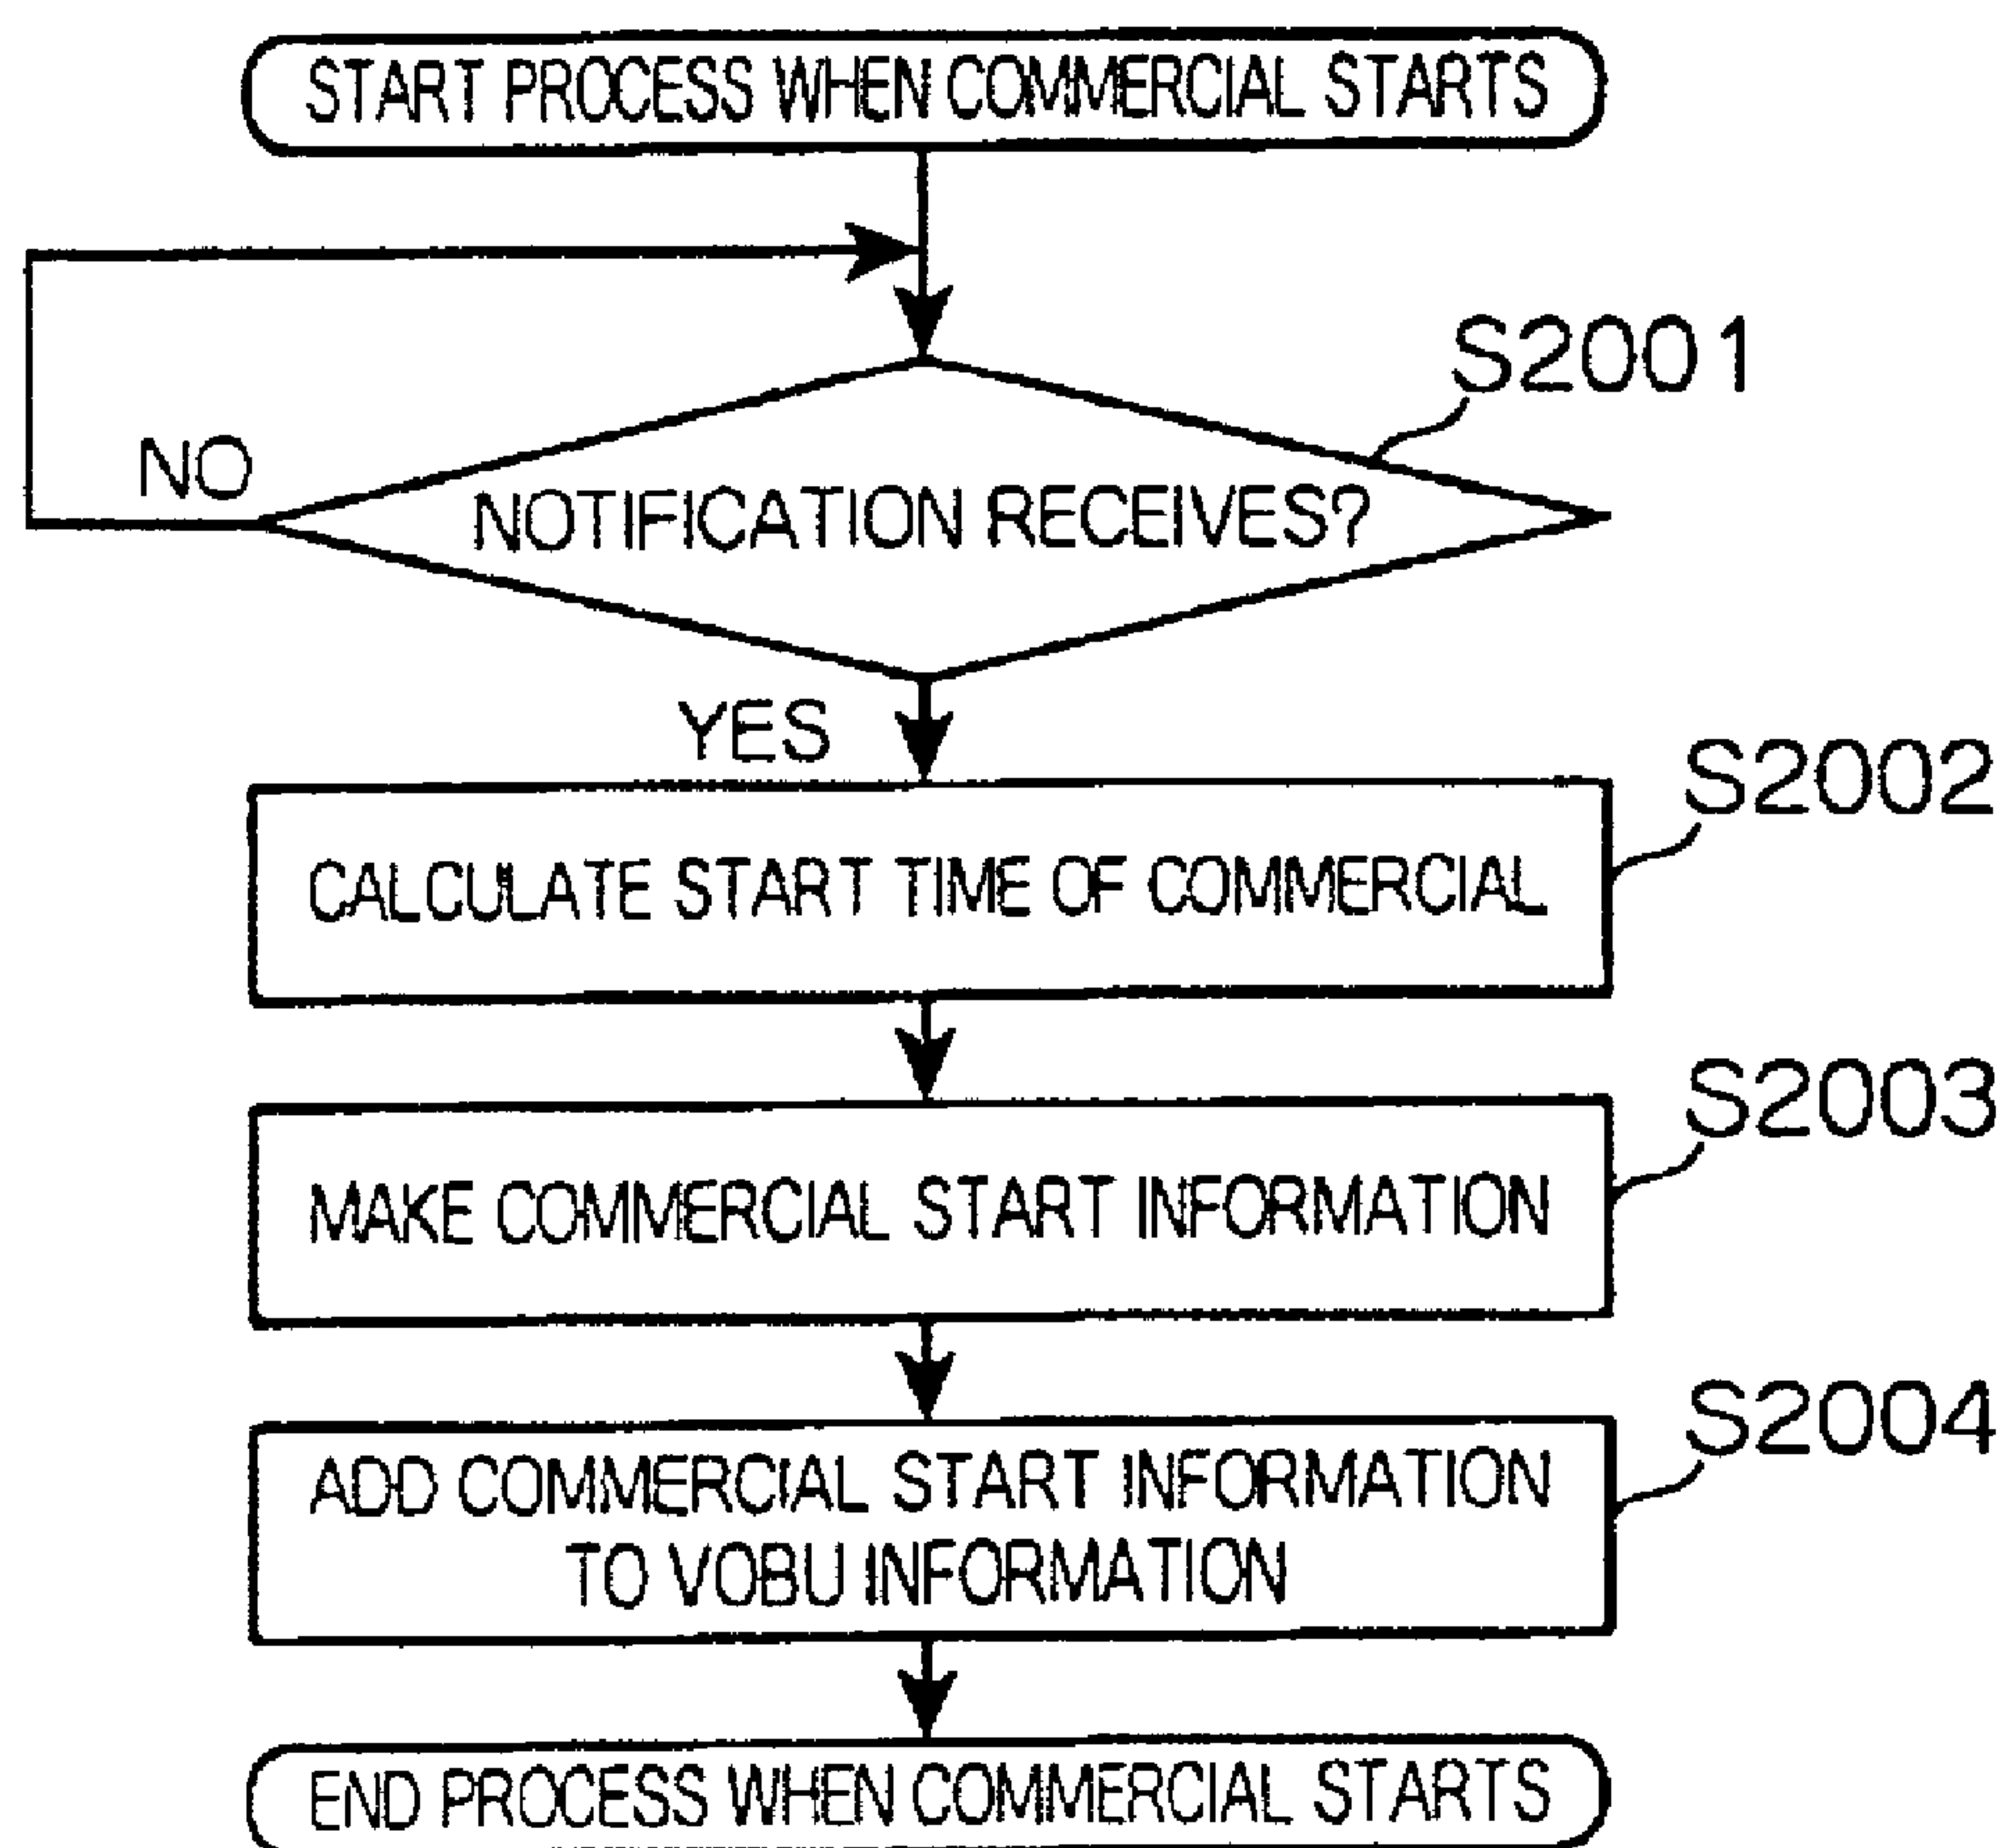 START PROCESS WHEN COMMERCIAL STARTS
S2001
NO
NOTIFICATION RECEIVES?
YES
S2002
CALCULATE START TIME OF COMMERCIAL
S2003
MAKE COMMERCIAL START INFORMATION
S2004
ADD COMMERCIAL START INFORMATION
TO VOBU INFORMATION
END PROCESS WHEN COMMERCIAL STARTS